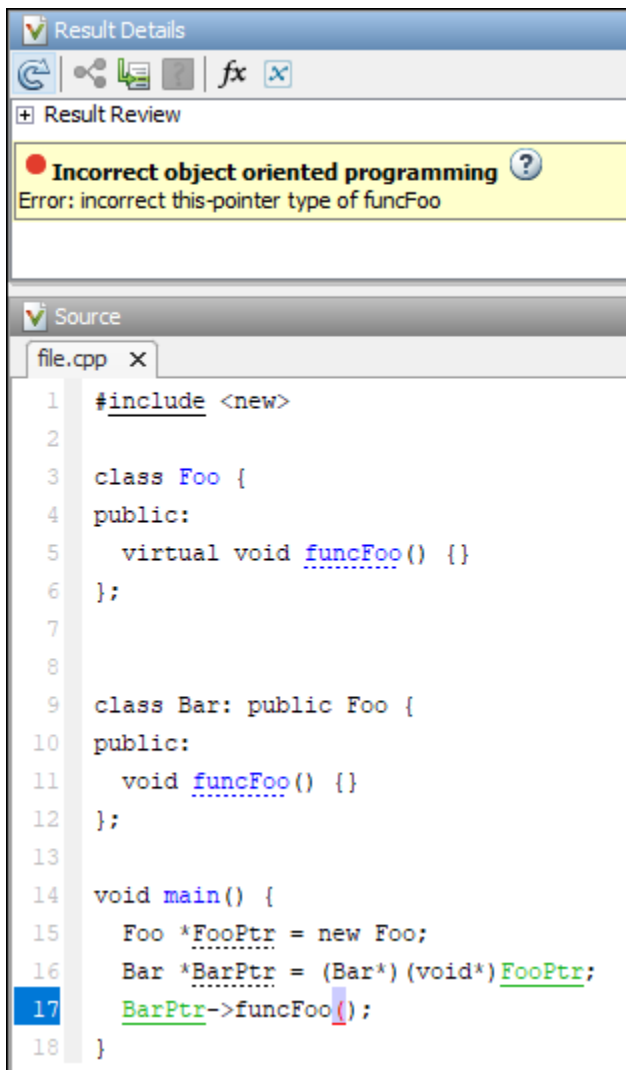 Result Details
fx x
Result Review
Incorrect object oriented programming ?
Error: incorrect this-pointer type of funcFoo
Source
file.cpp X
1 #include <new>
2
3 class Foo {
4 public:
5 virtual void funcFoo() {}
6 };
7
8
9 class Bar: public Foo {
10 public:
11 void funcFoo() {}
12 };
13
14 void main() {
15 Foo *FooPtr = new Foo;
16 Bar *BarPtr = (Bar*)(void*)FooPtr;
17 BarPtr->funcFoo();
18 }